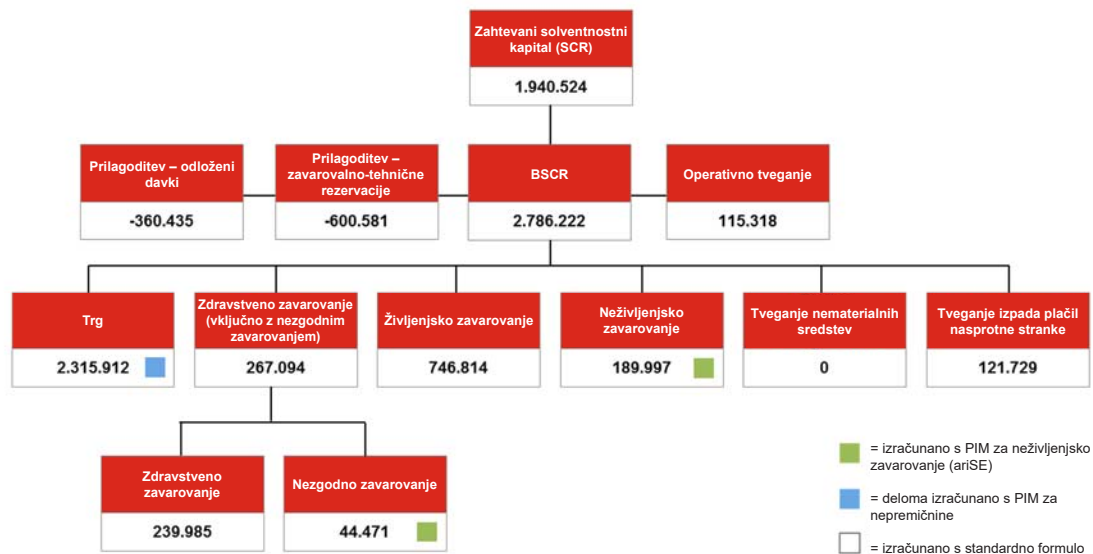 Zahtevani solventnostni
kapital (SCR)
1.940.524
Prilagoditev – odloženi
davki
-360.435
Prilagoditev –
zavarovalno-tehnične
rezervacije
-600.581
BSCR
2.786.222
Operativno tveganje
115.318
Trg
2.315.912
Zdravstveno zavarovanje
(vključno z nezgodnim
zavarovanjem)
267.094
Življenjsko zavarovanje
746.814
Neživljenjsko
zavarovanje
189.997
Tveganje nematerialnih
sredstev
0
Tveganje izpada plačil
nasprotne stranke
121.729
Zdravstveno
zavarovanje
239.985
Nezgodno zavarovanje
44.471
= izračunano s PIM za neživljenjsko
zavarovanje (ariSE)
= deloma izračunano s PIM za
nepremičnine
= izračunano s standardno formulo